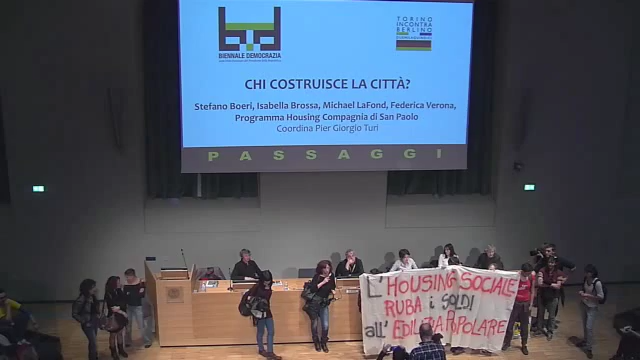 BIENNALE DEMOCRAZIA
TORINO
INCONTRA
BERLINO
CHI COSTRUISCE LA CITTÀ?
Stefano Boeri, Isabella Brossa, Michael LaFond, Federica Verona,
Programma Housing Compagnia di San Paolo
Coordina Pier Giorgio Turi
PASSAGGI
L'HOUSING SOCIALE
RUBA i SOLDI
all'EDILIZIA POPOLARE